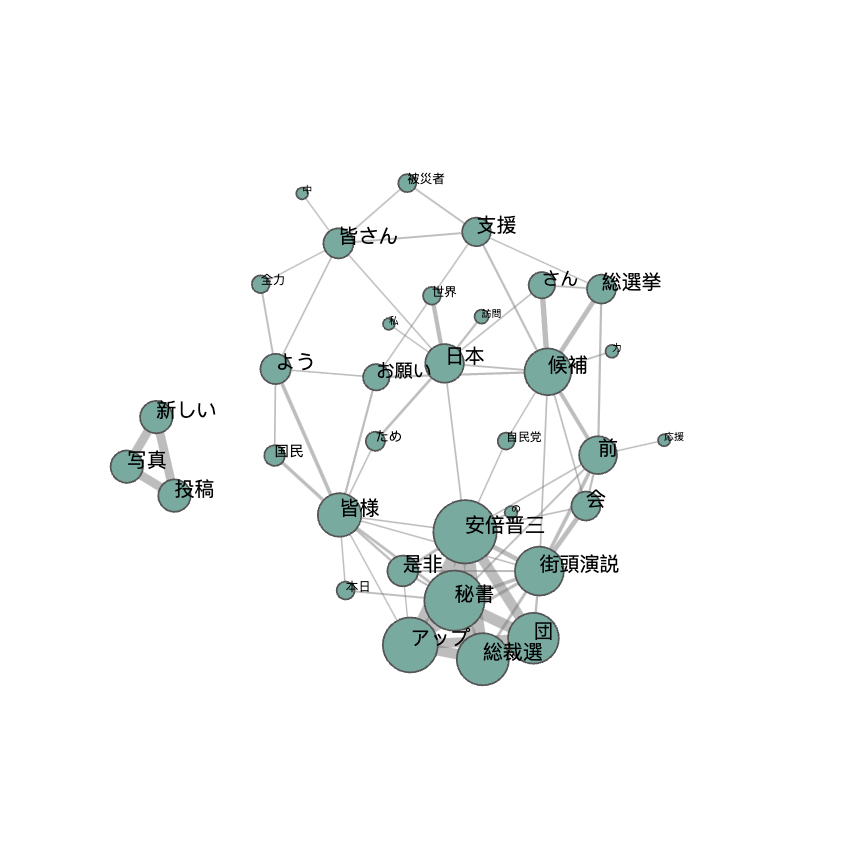 中
被災者
皆さん
支援
全力
世界
さん
総選挙
私
訪問
よう
お願い
日本
候補
力
新しい
ため
自民党
応援
写真
国民
前
投稿
皆様
安倍晋三
の
会
是非
街頭演説
本日
秘書
アップ
総裁選
団